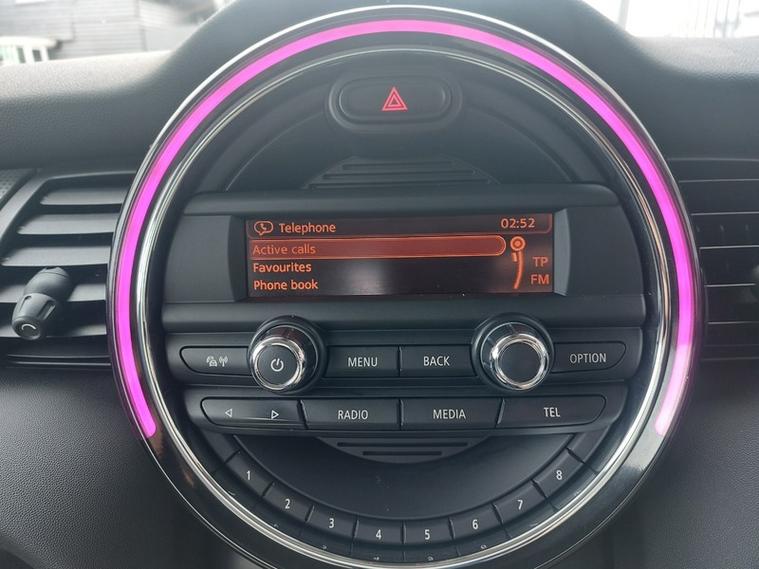 Telephone 02:52
Active calls
Favourites
TP
Phone book
FM
MENU BACK OPTION
RADIO MEDIA TEL
1 2 3 4 5 6 7 8